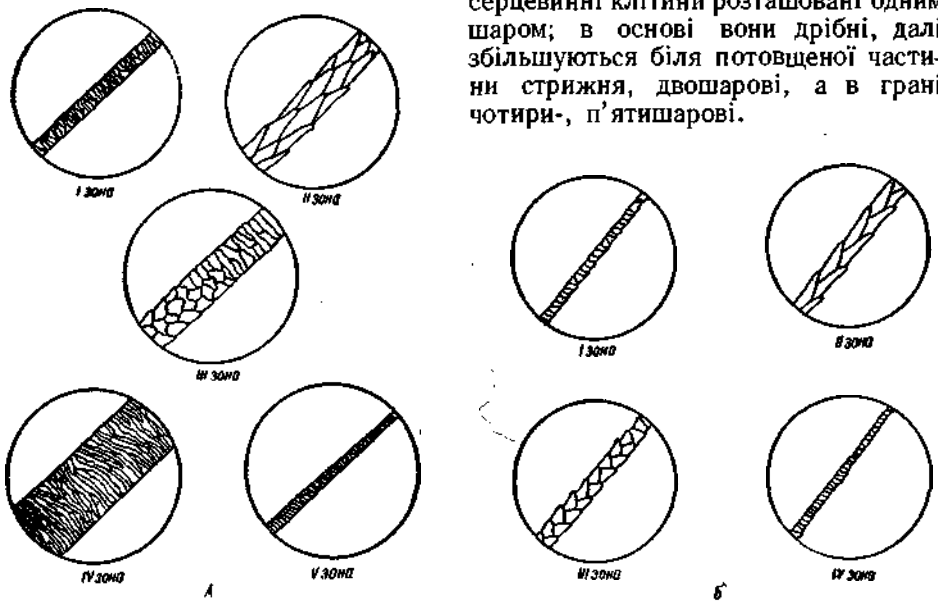 серцевинні клітини розташовані одним
шаром; в основі вони дрібні, далі
збільшуються біля потовщеної части-
ни стрижня, двошарові, а в грані
чотири-, п’ятишарові.
I зона
II зона
III зона
IV зона
V зона
А
I зона
II зона
III зона
IV зона
б